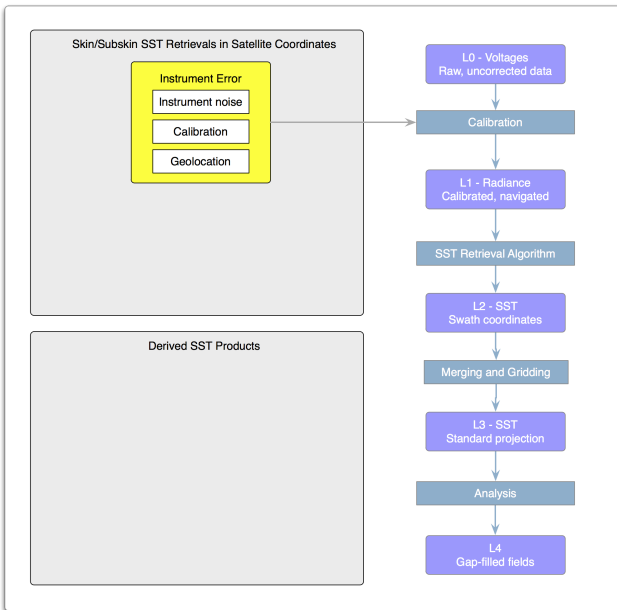 Skin/Subskin SST Retrievals in Satellite Coordinates
Instrument Error
Instrument noise
Calibration
Geolocation
Derived SST Products
L0 - Voltages
Raw, uncorrected data
Calibration
L1 - Radiance
Calibrated, navigated
SST Retrieval Algorithm
L2 - SST
Swath coordinates
Merging and Gridding
L3 - SST
Standard projection
Analysis
L4
Gap-filled fields